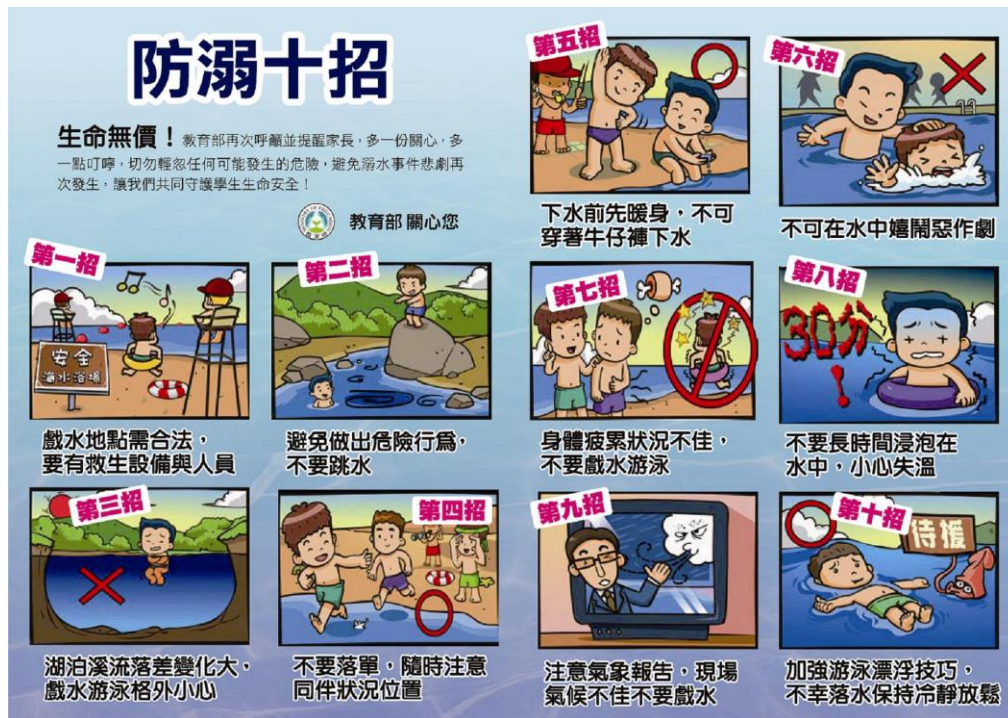 防溺十招
生命無價！教育部再次呼籲並提醒家長，多一份關心，多
一點叮嚀，切勿輕忽任何可能發生的危險，避免溺水事件悲劇再
次發生，讓我們共同守護學生生命安全！
教育部 關心您
第一招
安全
海水浴場
戲水地點需合法，
要有救生設備與人員
第二招
避免做出危險行為，
不要跳水
第三招
湖泊溪流落差變化大，
戲水游泳格外小心
第四招
不要落單，隨時注意
同伴狀況位置
第五招
下水前先暖身，不可
穿著牛仔褲下水
第六招
不可在水中嬉鬧惡作劇
第七招
身體疲累狀況不佳，
不要戲水游泳
第八招
30分
！
不要長時間浸泡在
水中，小心失溫
第九招
注意氣象報告，現場
氣候不佳不要戲水
第十招
待援
加強游泳漂浮技巧，
不幸落水保持冷靜放鬆